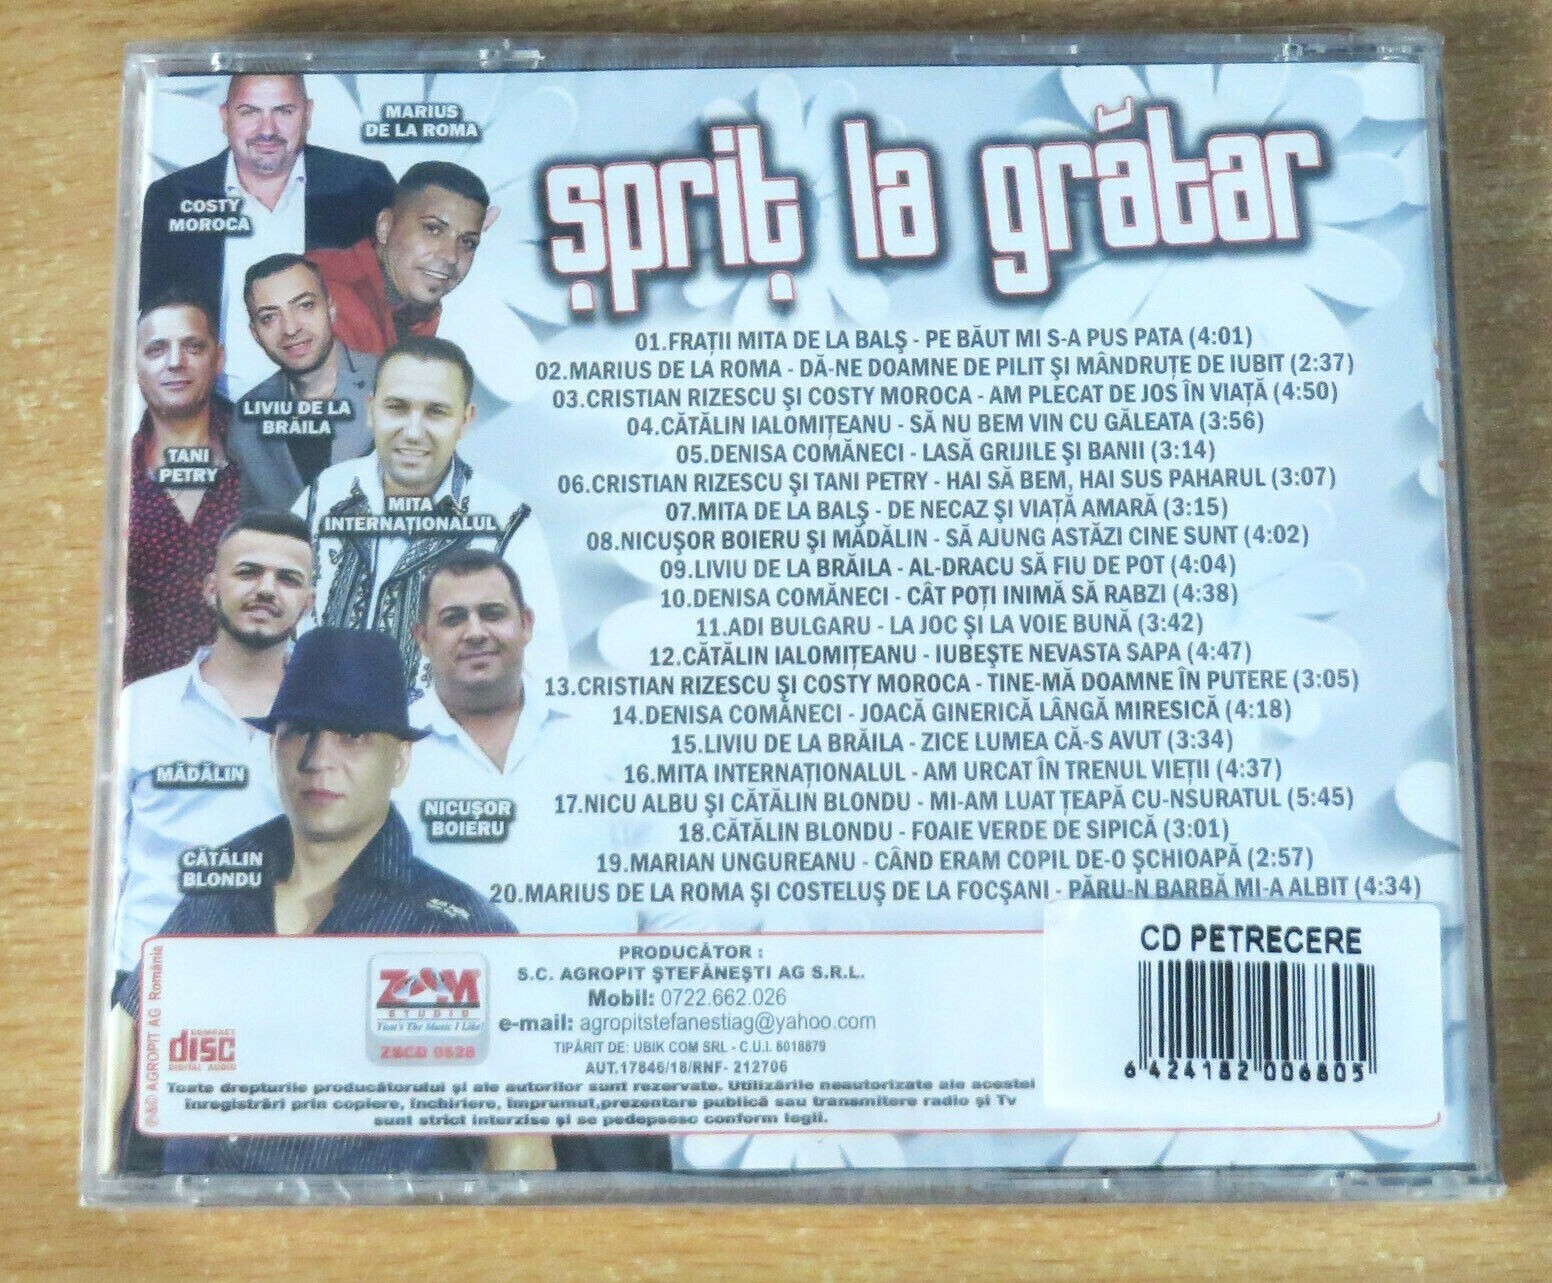 MARIUS
DE LA ROMA
COSTY
MOROCA
LIVIU DE LA
BRĂILA
TANI
PETRY
MITA
INTERNAȚIONALUL
MĂDĂLIN
NICUȘOR
BOIERU
CĂTĂLIN
BLONDU
șpriț la grătar
01.FRAȚII MITA DE LA BALȘ - PE BĂUT MI S-A PUS PATA (4:01)
02.MARIUS DE LA ROMA - DĂ-NE DOAMNE DE PILIT ȘI MÂNDRUȚE DE IUBIT (2:37)
03.CRISTIAN RIZESCU ȘI COSTY MOROCA - AM PLECAT DE JOS ÎN VIAȚĂ (4:50)
04.CĂTĂLIN IALOMIȚEANU - SĂ NU BEM VIN CU GĂLEATA (3:56)
05.DENISA COMĂNECI - LASĂ GRIJILE ȘI BANII (3:14)
06.CRISTIAN RIZESCU ȘI TANI PETRY - HAI SĂ BEM, HAI SUS PAHARUL (3:07)
07.MITA DE LA BALȘ - DE NECAZ ȘI VIAȚĂ AMARĂ (3:15)
08.NICUȘOR BOIERU ȘI MĂDĂLIN - SĂ AJUNG ASTĂZI CINE SUNT (4:02)
09.LIVIU DE LA BRĂILA - AL-DRACU SĂ FIU DE POT (4:04)
10.DENISA COMĂNECI - CÂT POȚI INIMĂ SĂ RABZI (4:38)
11.ADI BULGARU - LA JOC ȘI LA VOIE BUNĂ (3:42)
12.CĂTĂLIN IALOMIȚEANU - IUBEȘTE NEVASTA SAPA (4:47)
13.CRISTIAN RIZESCU ȘI COSTY MOROCA - TINE-MĂ DOAMNE ÎN PUTERE (3:05)
14.DENISA COMĂNECI - JOACĂ GINERICĂ LÂNGĂ MIRESICĂ (4:18)
15.LIVIU DE LA BRĂILA - ZICE LUMEA CĂ-S AVUT (3:34)
16.MITA INTERNAȚIONALUL - AM URCAT ÎN TRENUL VIEȚII (4:37)
17.NICU ALBU ȘI CĂTĂLIN BLONDU - MI-AM LUAT ȚEAPĂ CU-NSURATUL (5:45)
18.CĂTĂLIN BLONDU - FOAIE VERDE DE SIPICĂ (3:01)
19.MARIAN UNGUREANU - CÂND ERAM COPIL DE-O ȘCHIOAPĂ (2:57)
20.MARIUS DE LA ROMA ȘI COSTELUȘ DE LA FOCȘANI - PĂRU-N BARBĂ MI-A ALBIT (4:34)
℗&© AGROPIT AG România
COMPACT
disc
DIGITAL AUDIO
ZOOM
STUDIO
That's The Music I Like!
ZSCD 0528
PRODUCĂTOR :
S.C. AGROPIT ȘTEFĂNEȘTI AG S.R.L.
Mobil: 0722.662.026
e-mail: agropitstefanestiag@yahoo.com
TIPĂRIT DE: UBIK COM SRL - C.U.I. 8018879
AUT.17846/18/RNF- 212706
Toate drepturile producătorului și ale autorilor sunt rezervate. Utilizările neautorizate ale acestei
înregistrări prin copiere, închiriere, împrumut,prezentare publică sau transmitere radio și Tv
sunt strict interzise și se pedepsesc conform legii.
CD PETRECERE
6 424182 006805